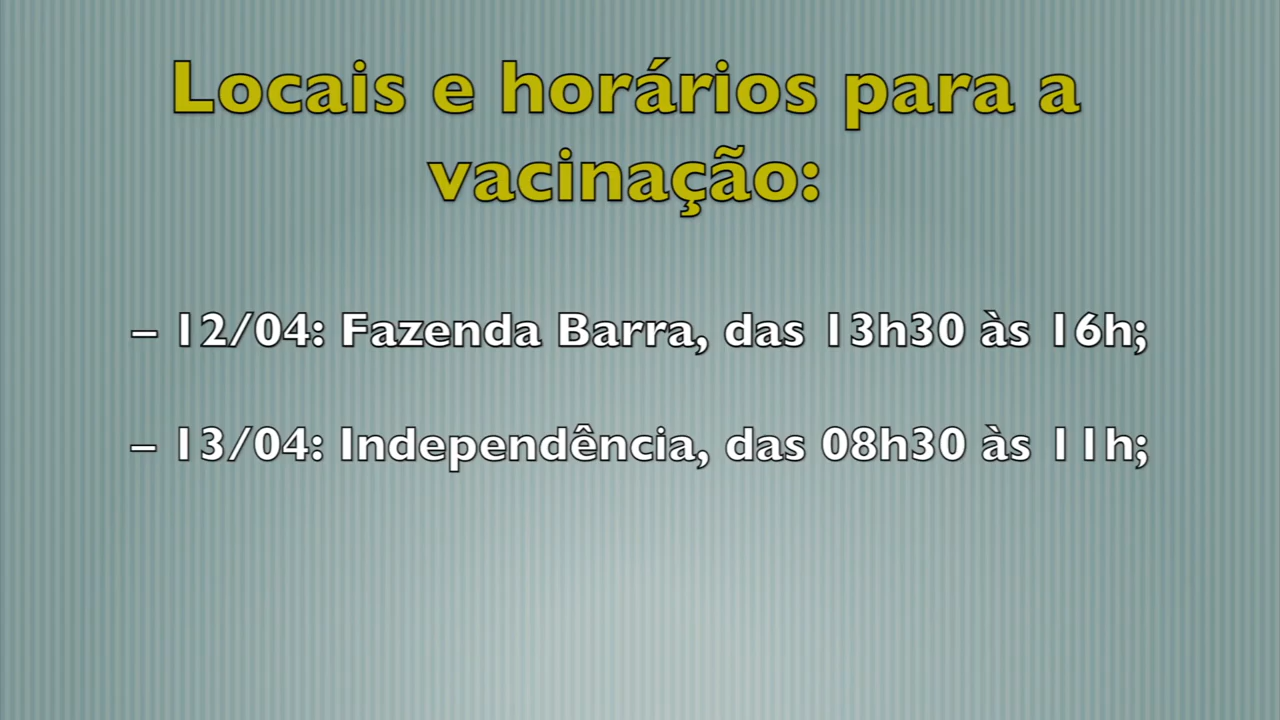 Locais e horários para a
vacinação:
– 12/04: Fazenda Barra, das 13h30 às 16h;
– 13/04: Independência, das 08h30 às 11h;